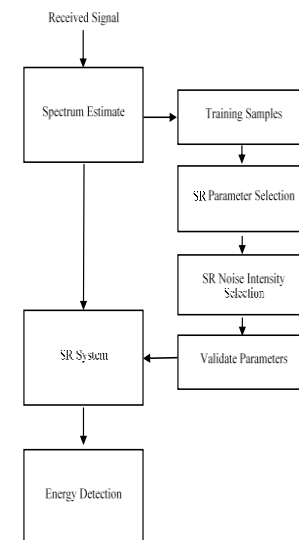 Received Signal
Spectrum Estimate
Training Samples
SR Parameter Selection
SR Noise Intensity
Selection
SR System
Validate Parameters
Energy Detection